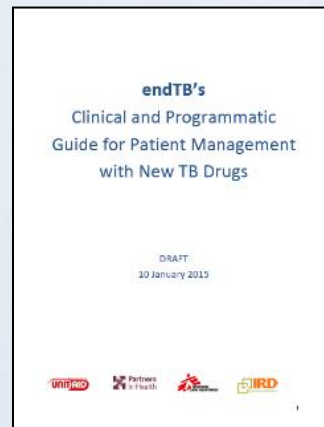 endTB's
Clinical and Programmatic
Guide for Patient Management
with New TB Drugs
DRAFT
10 January 2015
UNITAID
Partners
In Health
IRD